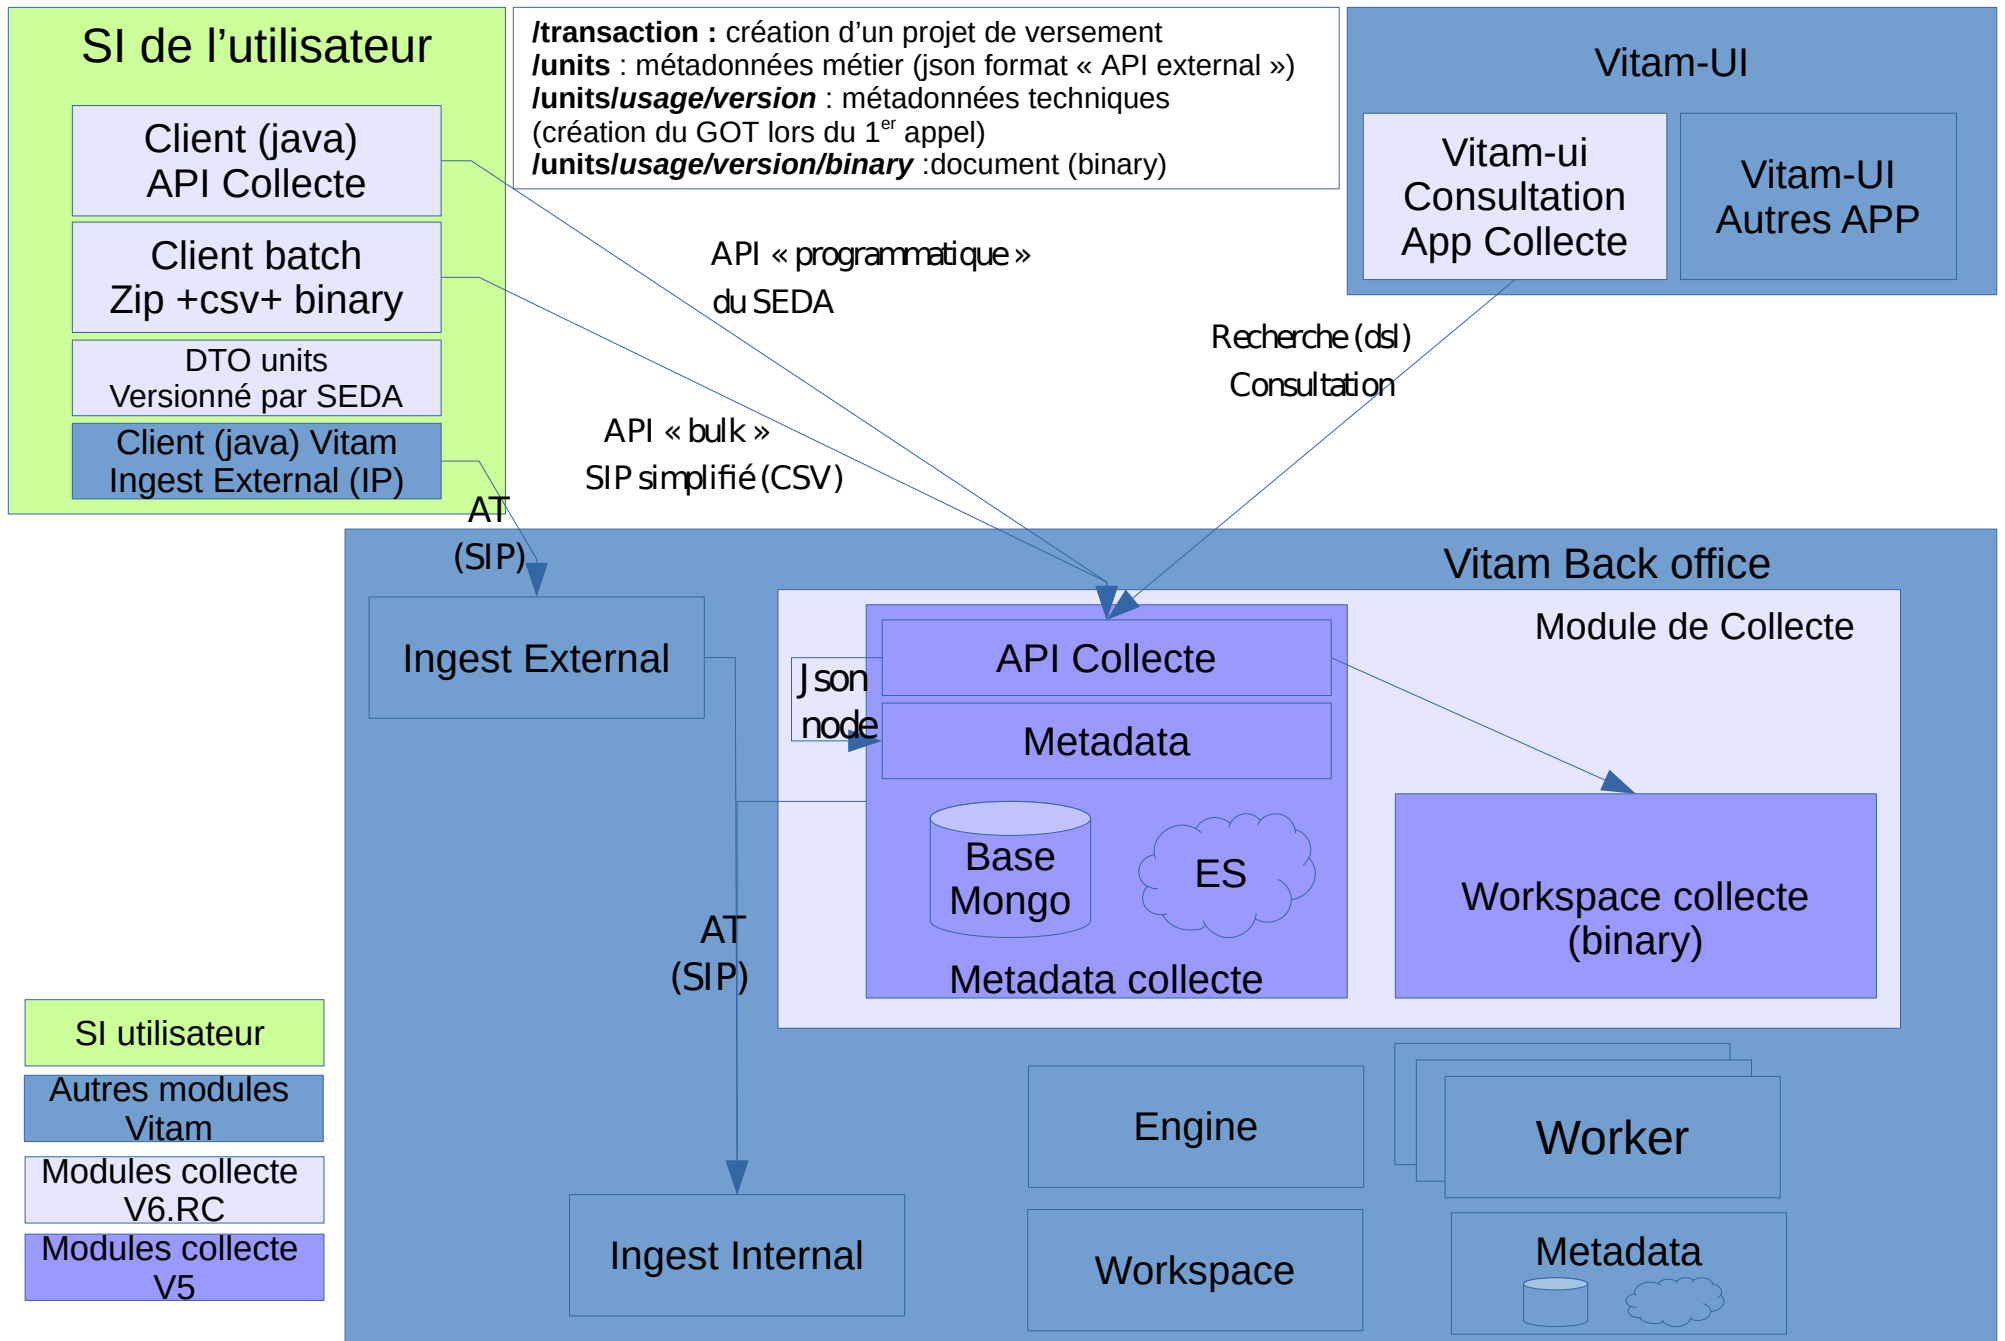 SI de l’utilisateur
Client (java)
API Collecte
Client batch
Zip +csv+ binary
DTO units
Versionné par SEDA
Client (java) Vitam
Ingest External (IP)
/transaction : création d’un projet de versement
/units : métadonnées métier (json format « API external »)
/units/usage/version : métadonnées techniques
(création du GOT lors du 1er appel)
/units/usage/version/binary :document (binary)
Vitam-UI
Vitam-ui
Consultation
App Collecte
Vitam-UI
Autres APP
API « programmatique »
du SEDA
Recherche (dsl)
Consultation
API « bulk »
SIP simplifié (CSV)
AT
(SIP)
Vitam Back office
Module de Collecte
Ingest External
API Collecte
Json
node
Metadata
Base
Mongo
ES
Metadata collecte
Workspace collecte
(binary)
AT
(SIP)
Engine
Worker
Ingest Internal
Workspace
Metadata
SI utilisateur
Autres modules
Vitam
Modules collecte
V6.RC
Modules collecte
V5